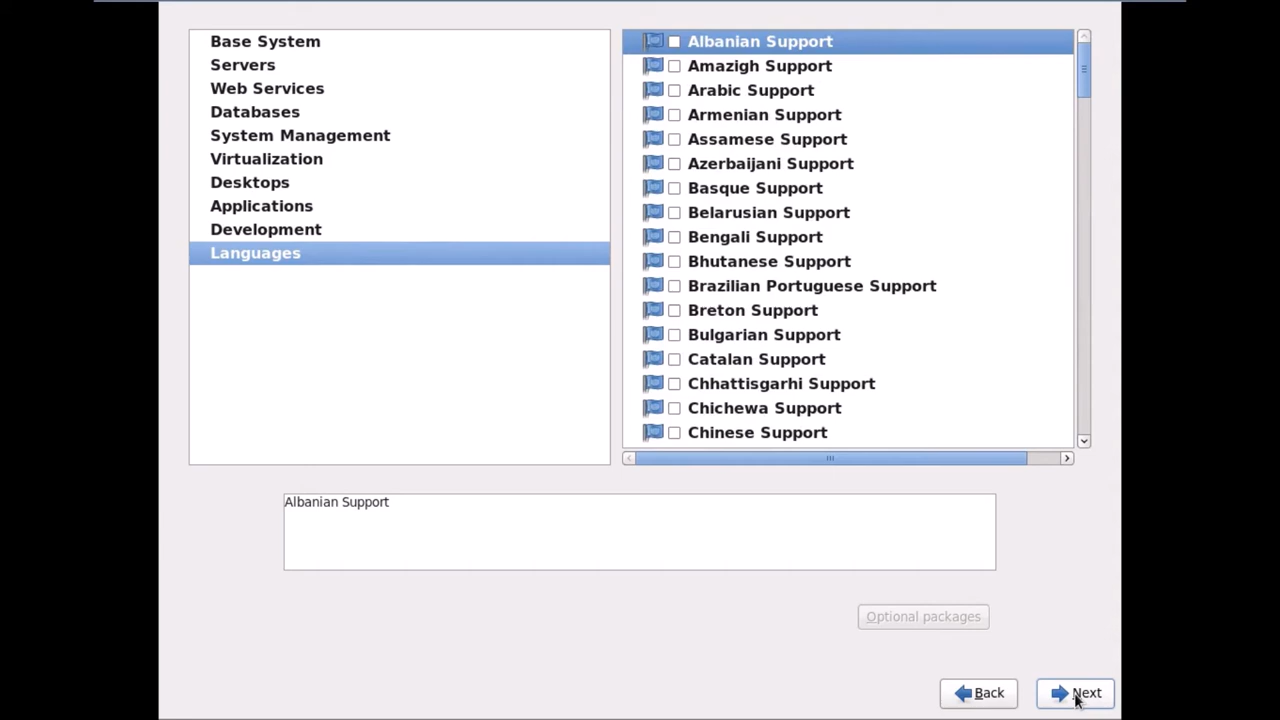 Base System
Servers
Web Services
Databases
System Management
Virtualization
Desktops
Applications
Development
Languages
Albanian Support
Amazigh Support
Arabic Support
Armenian Support
Assamese Support
Azerbaijani Support
Basque Support
Belarusian Support
Bengali Support
Bhutanese Support
Brazilian Portuguese Support
Breton Support
Bulgarian Support
Catalan Support
Chhattisgarhi Support
Chichewa Support
Chinese Support
Albanian Support
Optional packages
Back
Next